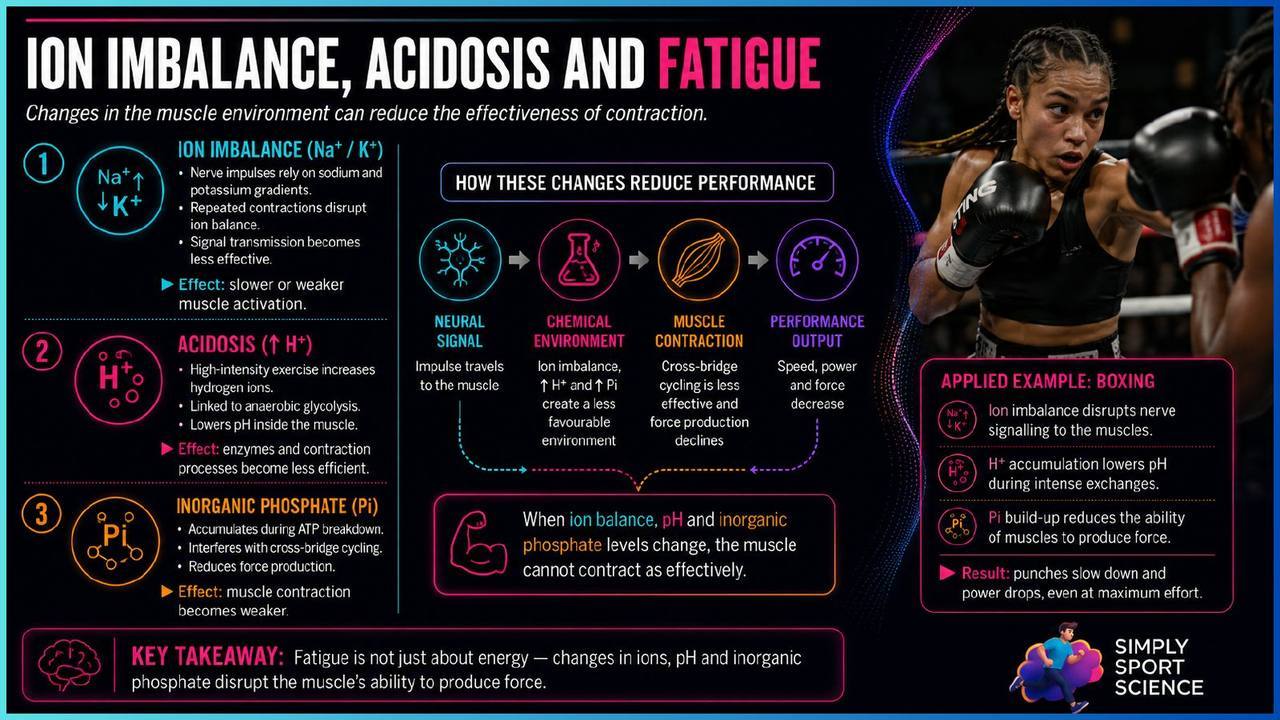 ION IMBALANCE, ACIDOSIS AND FATIGUE
Changes in the muscle environment can reduce the effectiveness of contraction.
1
Na⁺↑
↓K⁺
ION IMBALANCE (Na⁺ / K⁺)
• Nerve impulses rely on sodium and
potassium gradients.
• Repeated contractions disrupt
ion balance.
• Signal transmission becomes
less effective.
▶ Effect: slower or weaker
muscle activation.
2
H⁺
ACIDOSIS (↑ H⁺)
• High-intensity exercise increases
hydrogen ions.
• Linked to anaerobic glycolysis.
• Lowers pH inside the muscle.
▶ Effect: enzymes and contraction
processes become less efficient.
3
Pi
INORGANIC PHOSPHATE (Pi)
• Accumulates during ATP breakdown.
• Interferes with cross-bridge cycling.
• Reduces force production.
▶ Effect: muscle contraction
becomes weaker.
HOW THESE CHANGES REDUCE PERFORMANCE
NEURAL
SIGNAL
Impulse travels
to the muscle
CHEMICAL
ENVIRONMENT
Ion imbalance,
↑ H⁺ and ↑ Pi
create a less
favourable
environment
MUSCLE
CONTRACTION
Cross-bridge
cycling is less
effective and
force production
declines
PERFORMANCE
OUTPUT
Speed, power
and force
decrease
When ion balance, pH and inorganic
phosphate levels change, the muscle
cannot contract as effectively.
TING
APPLIED EXAMPLE: BOXING
Na⁺↑
↓K⁺
Ion imbalance disrupts nerve
signalling to the muscles.
H⁺
H⁺ accumulation lowers pH
during intense exchanges.
Pi
Pi build-up reduces the ability
of muscles to produce force.
▶ Result: punches slow down and
power drops, even at maximum effort.
KEY TAKEAWAY: Fatigue is not just about energy — changes in ions, pH and inorganic
phosphate disrupt the muscle's ability to produce force.
SIMPLY
SPORT
SCIENCE